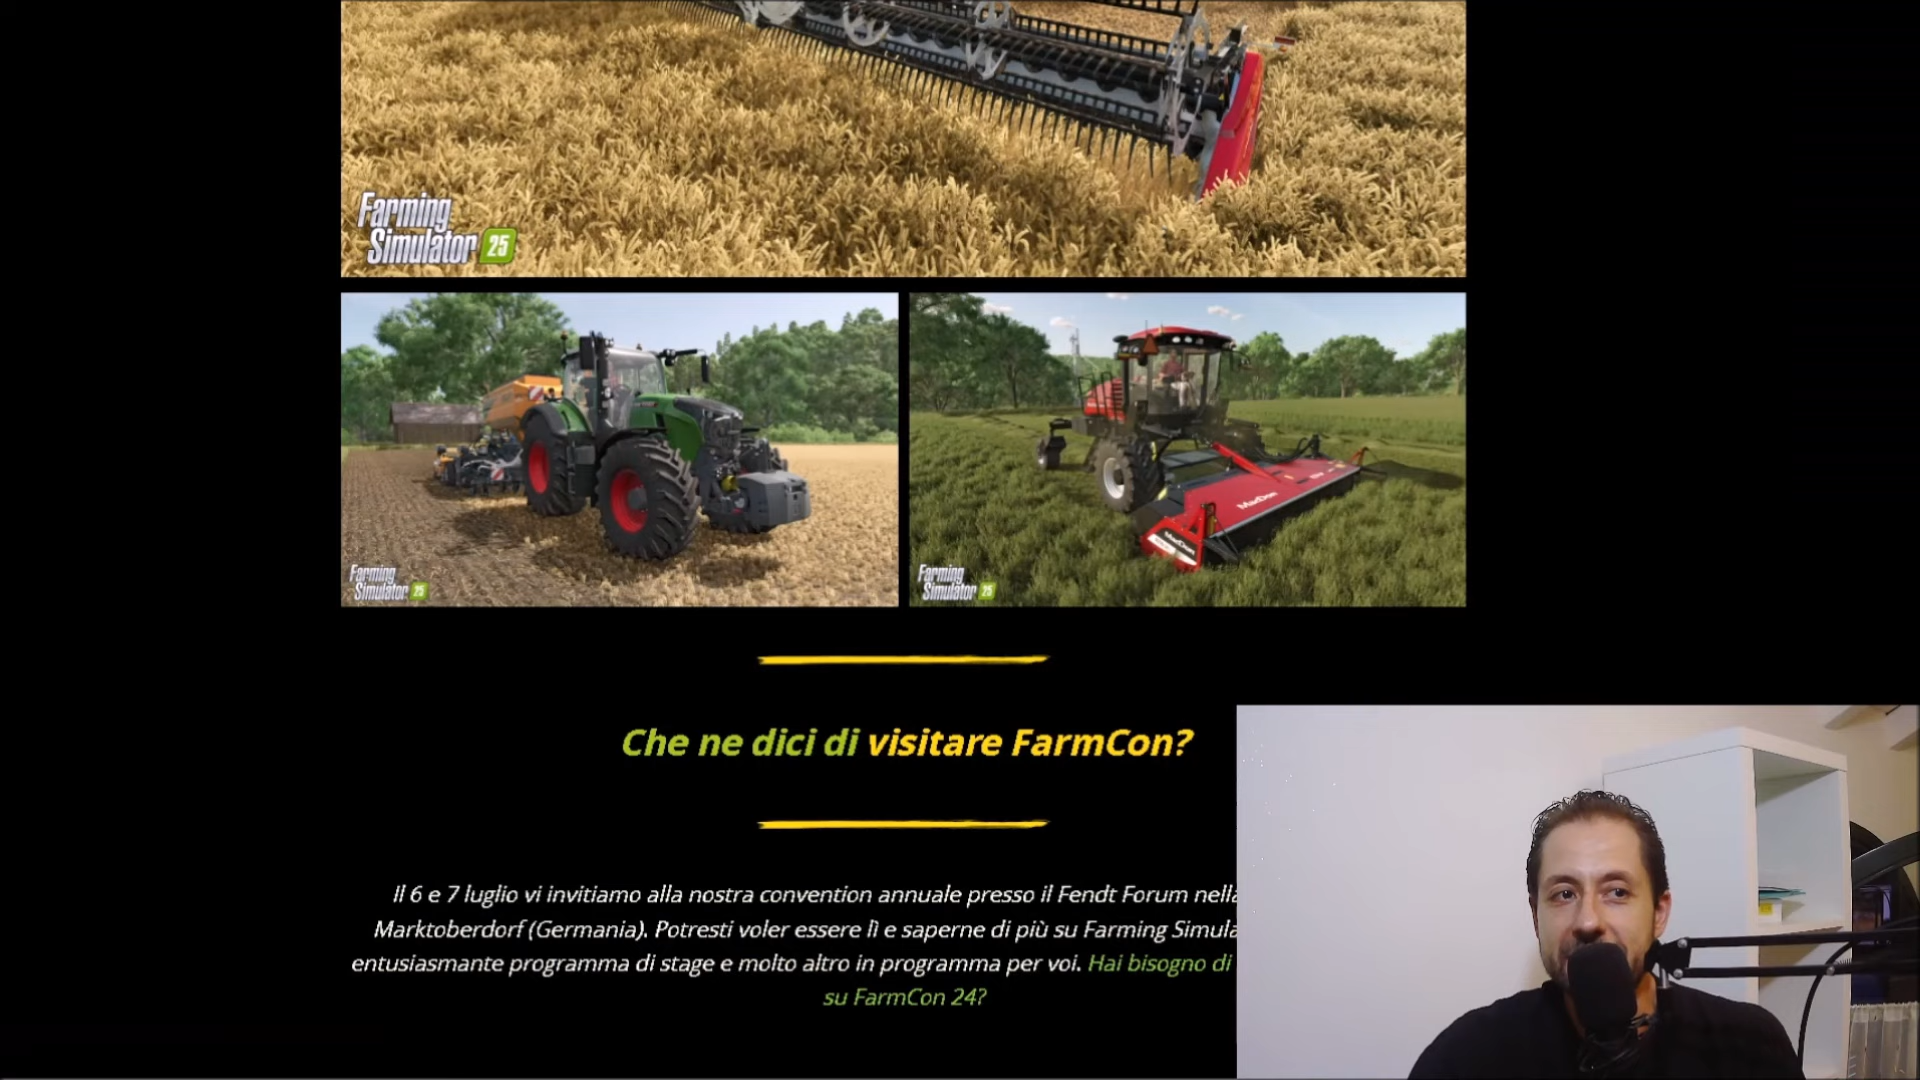 Farming
Simulator 25
Farming
Simulator 25
MacDon
MacDon
Farming
Simulator 25
Che ne dici di visitare FarmCon?
Il 6 e 7 luglio vi invitiamo alla nostra convention annuale presso il Fendt Forum
Marktoberdorf (Germania). Potresti voler essere lì e saperne di più su Farming
entusiasmante programma di stage e molto altro in programma per voi. Hai bisogno di
su FarmCon 24?